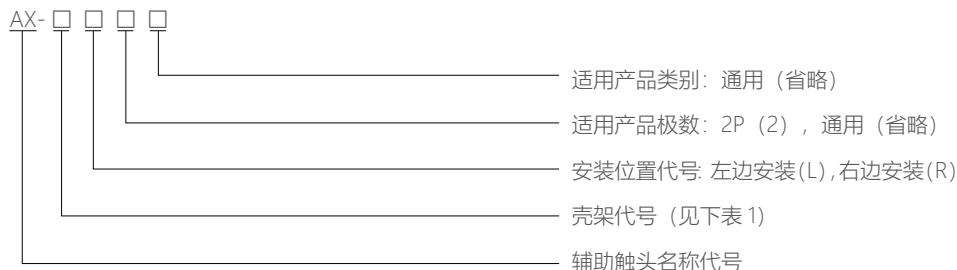 AX-□ □ □ □
适用产品类别：通用（省略）
适用产品极数：2P（2），通用（省略）
安装位置代号: 左边安装(L),右边安装(R)
壳架代号（见下表1)
辅助触头名称代号